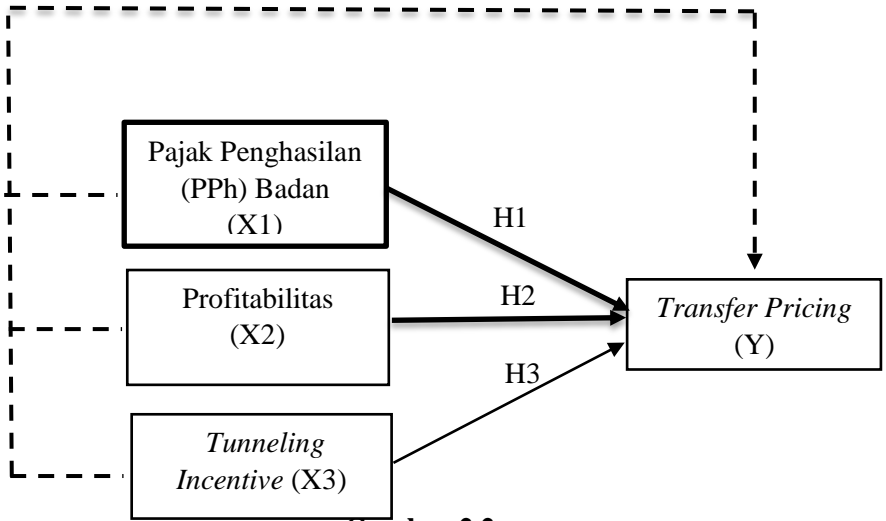 Pajak Penghasilan
(PPh) Badan
(X1)
H1
Profitabilitas
(X2)
H2
Transfer Pricing
(Y)
H3
Tunneling
Incentive (X3)